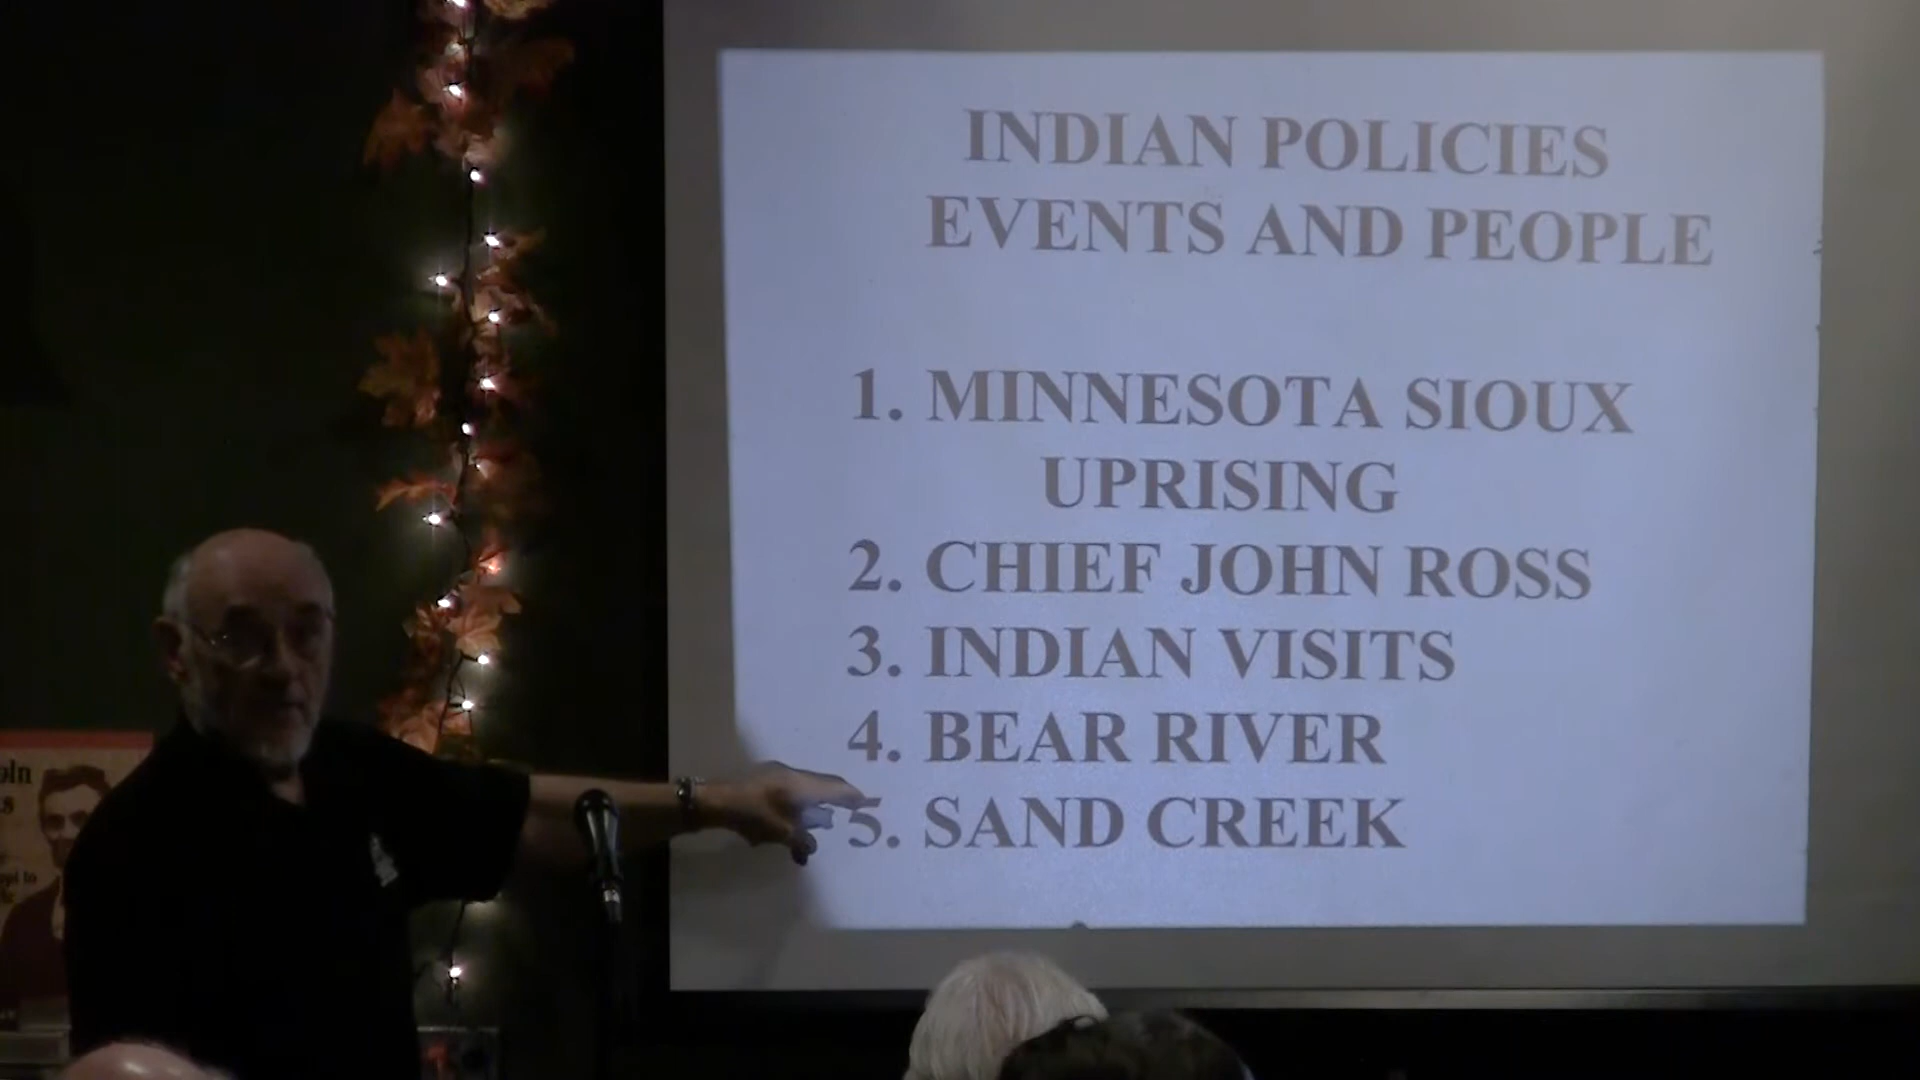 INDIAN POLICIES
EVENTS AND PEOPLE
1. MINNESOTA SIOUX
UPRISING
2. CHIEF JOHN ROSS
3. INDIAN VISITS
4. BEAR RIVER
5. SAND CREEK